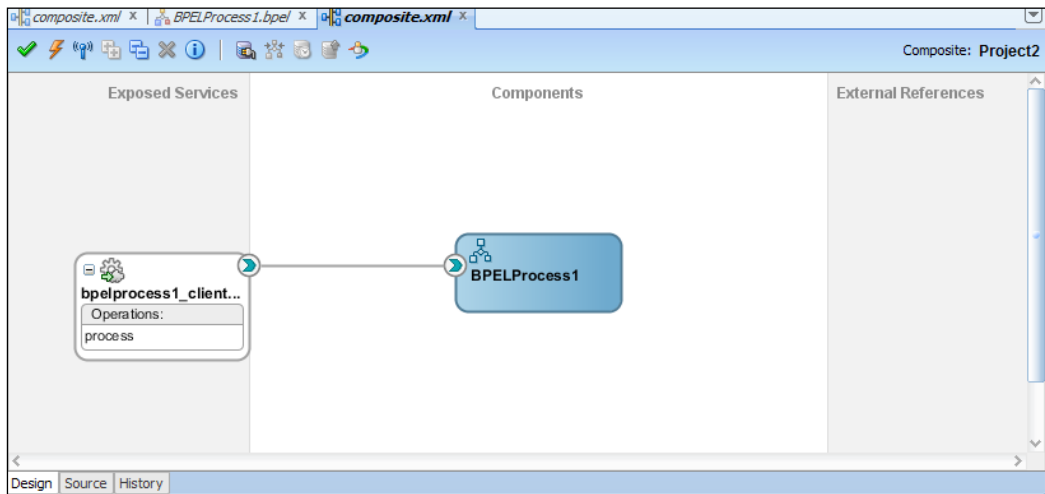 composite.xml BPELProcess1.bpel composite.xml
Composite: Project2
Exposed Services Components External References
BPELProcess1
bpelprocess1_client...
Operations:
process
Design Source History